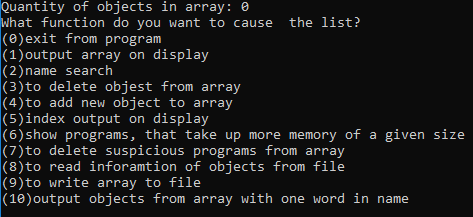 Quantity of objects in array: 0
What function do you want to cause  the list?
(0)exit from program
(1)output array on display
(2)name search
(3)to delete objest from array
(4)to add new object to array
(5)index output on display
(6)show programs, that take up more memory of a given size
(7)to delete suspicious programs from array
(8)to read inforamtion of objects from file
(9)to write array to file
(10)output objects from array with one word in name